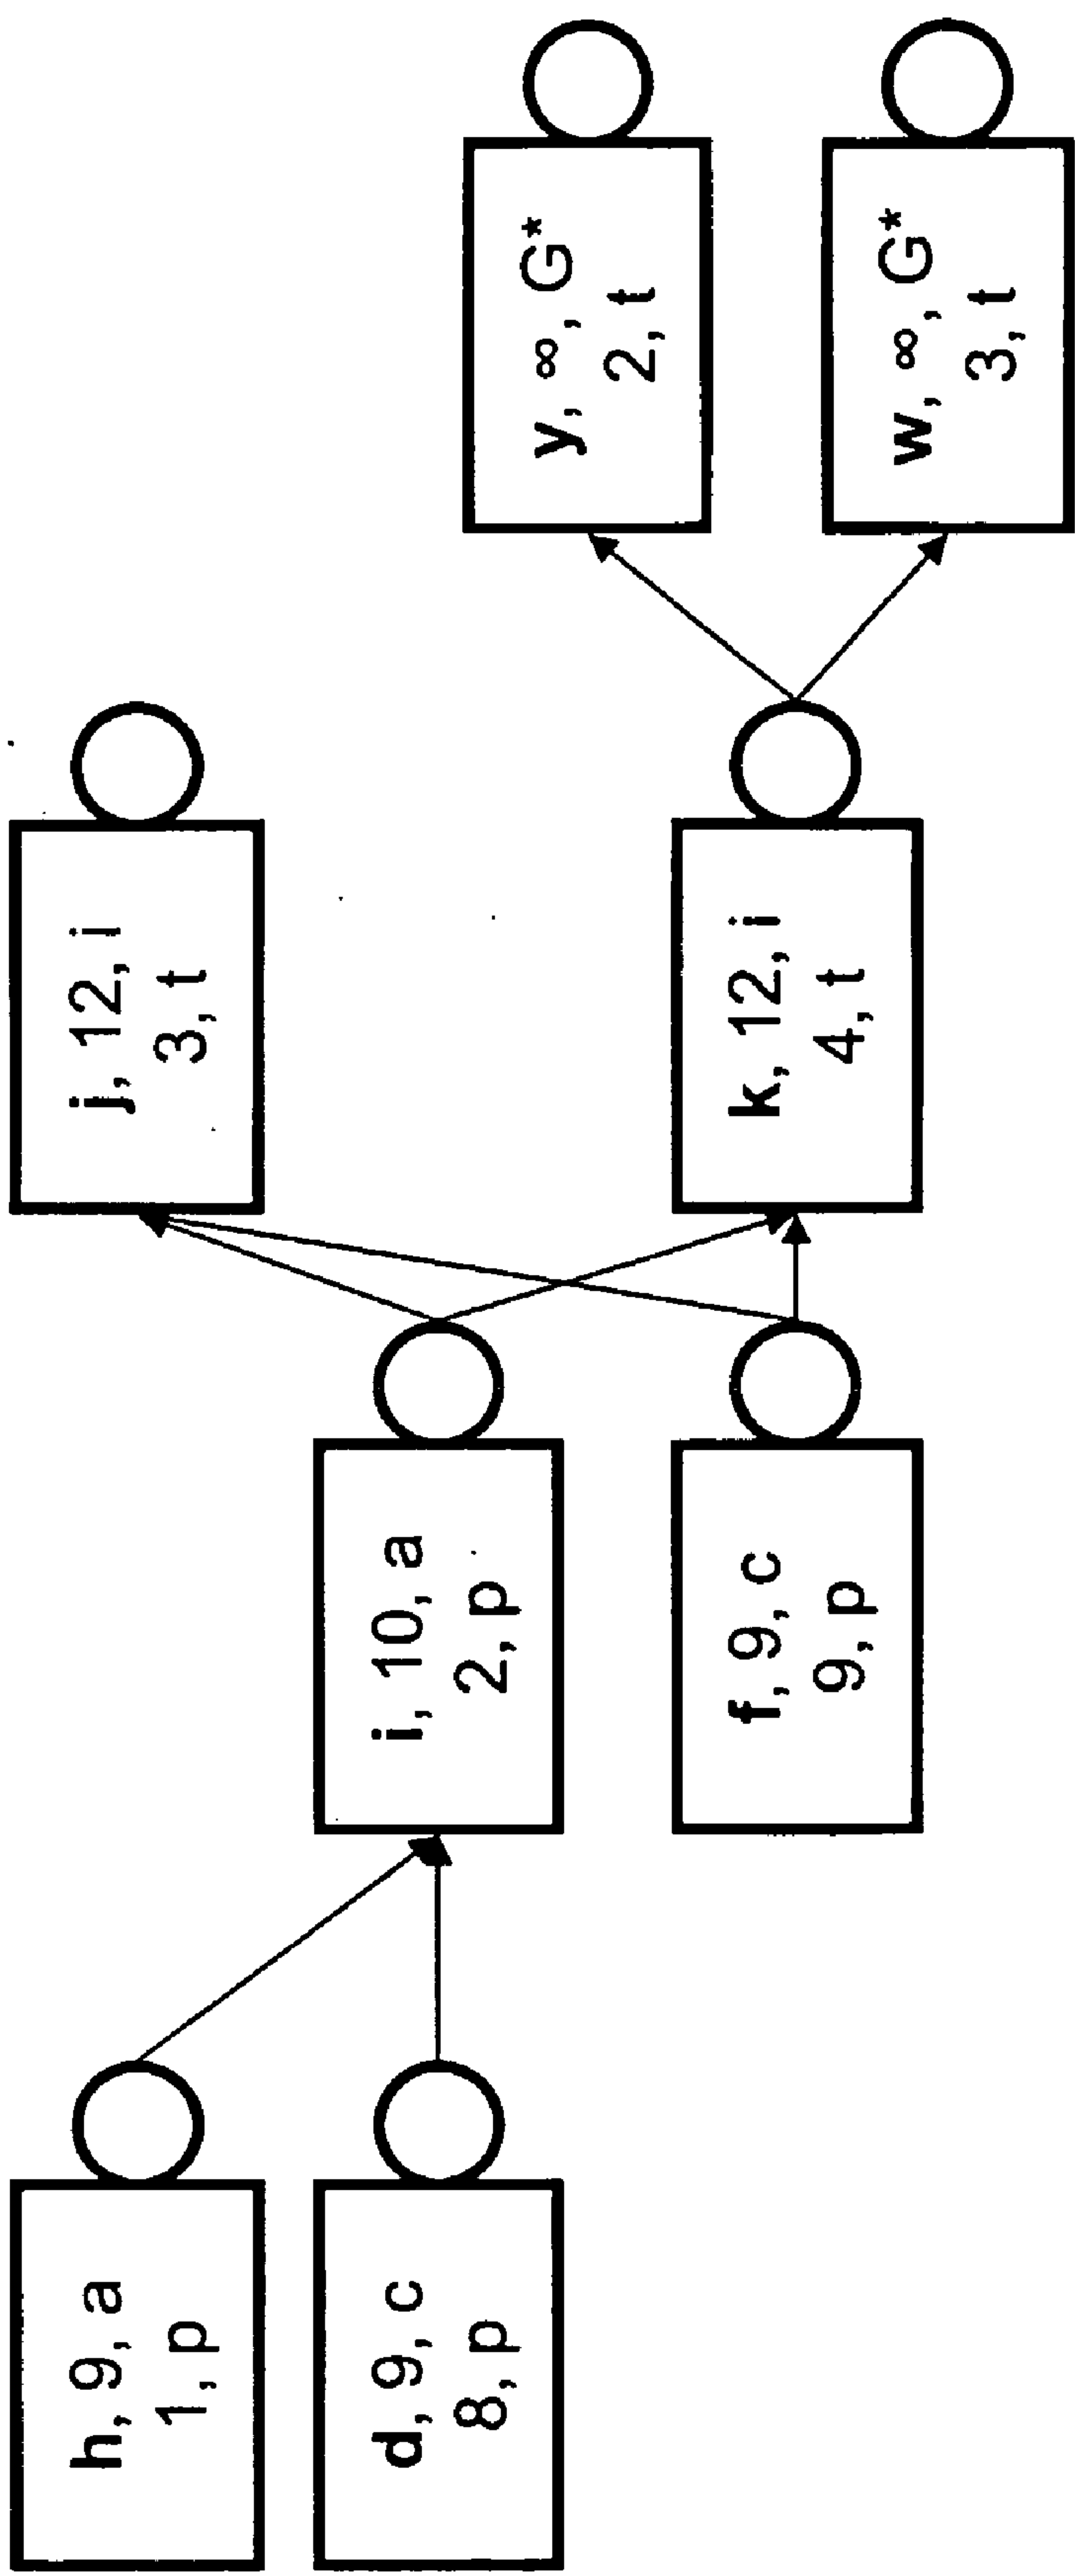 h, 9, a
1, p
d, 9, c
8, p
i, 10, a
2, p
f, 9, c
9, p
j, 12, i
3, t
k, 12, i
4, t
y, ∞, G*
2, t
w, ∞, G*
3, t